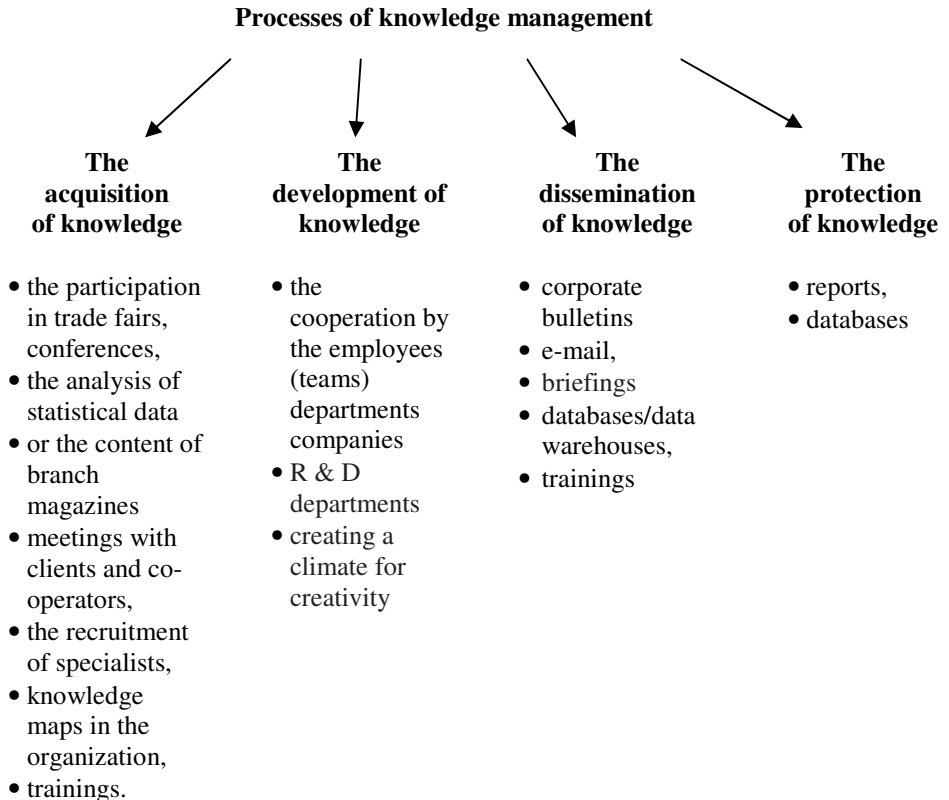 Processes of knowledge management
The
acquisition
of knowledge
• the participation
in trade fairs,
conferences,
• the analysis of
statistical data
• or the content of
branch
magazines
• meetings with
clients and co-
operators,
• the recruitment
of specialists,
• knowledge
maps in the
organization,
• trainings.
The
development of
knowledge
• the
cooperation by
the employees
(teams)
departments
companies
• R & D
departments
• creating a
climate for
creativity
The
dissemination
of knowledge
• corporate
bulletins
• e-mail,
• briefings
• databases/data
warehouses,
• trainings
The
protection
of knowledge
• reports,
• databases